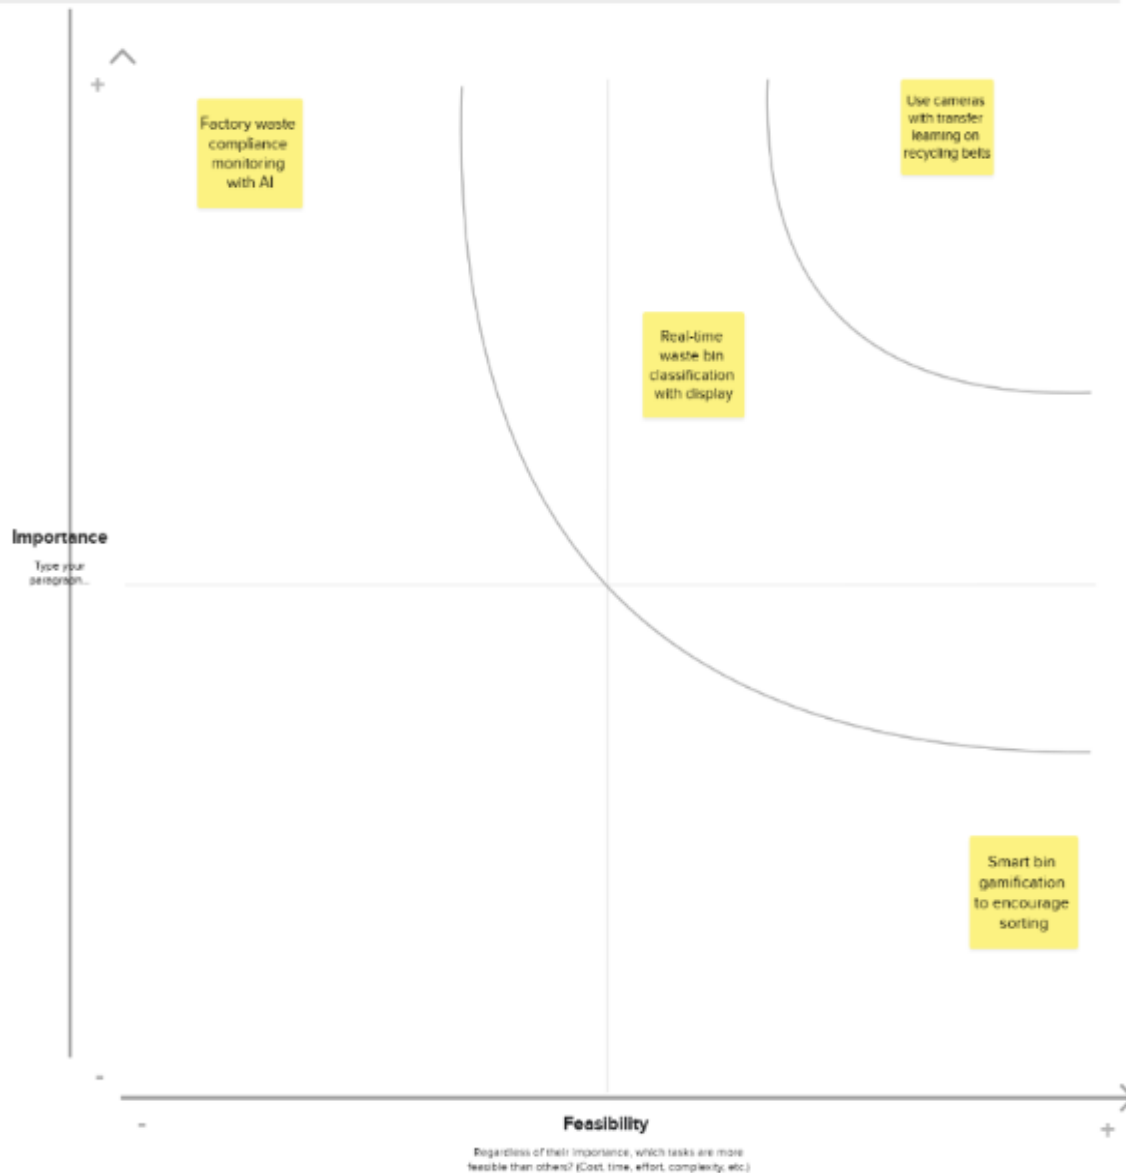 +
Factory waste
compliance
monitoring
with AI
Use cameras
with transfer
learning on
recycling belts
Real-time
waste bin
classification
with display
Importance
Type your
paragraph...
Smart bin
gamification
to encourage
sorting
-
-
Feasibility
+
Regardless of their importance, which tasks are more
feasible than others? (Cost, time, effort, complexity, etc.)